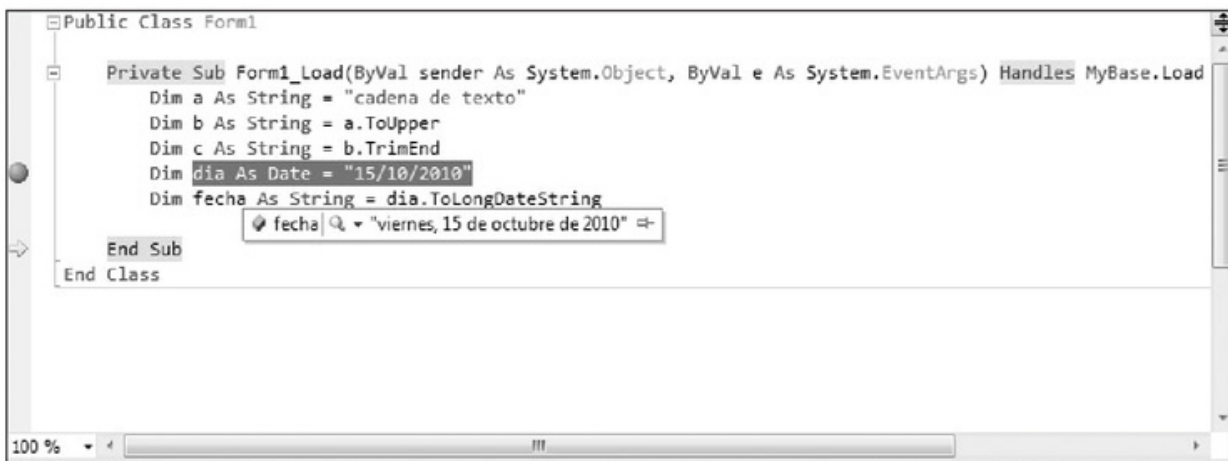 Public Class Form1
Private Sub Form1_Load(ByVal sender As System.Object, ByVal e As System.EventArgs) Handles MyBase.Load
Dim a As String = "cadena de texto"
Dim b As String = a.ToUpper
Dim c As String = b.TrimEnd
Dim dia As Date = "15/10/2010"
Dim fecha As String = dia.ToLongDateString
fecha "viernes, 15 de octubre de 2010"
End Sub
End Class
100 %